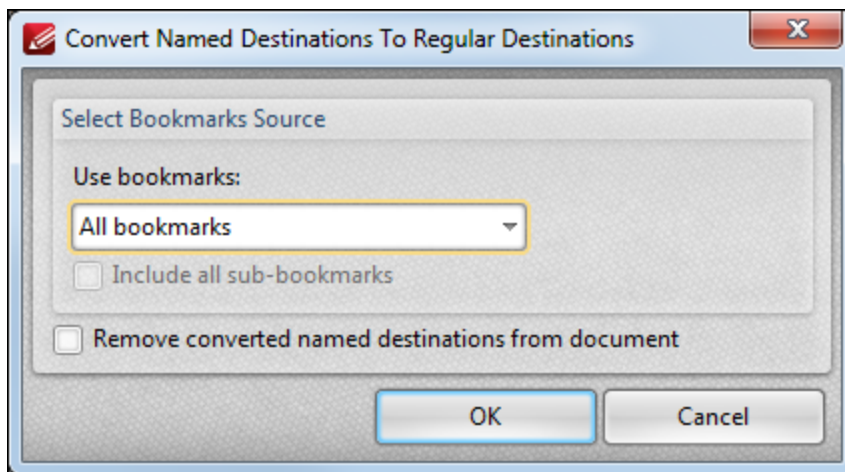 Convert Named Destinations To Regular Destinations
Select Bookmarks Source
Use bookmarks:
All bookmarks
Include all sub-bookmarks
Remove converted named destinations from document
OK Cancel